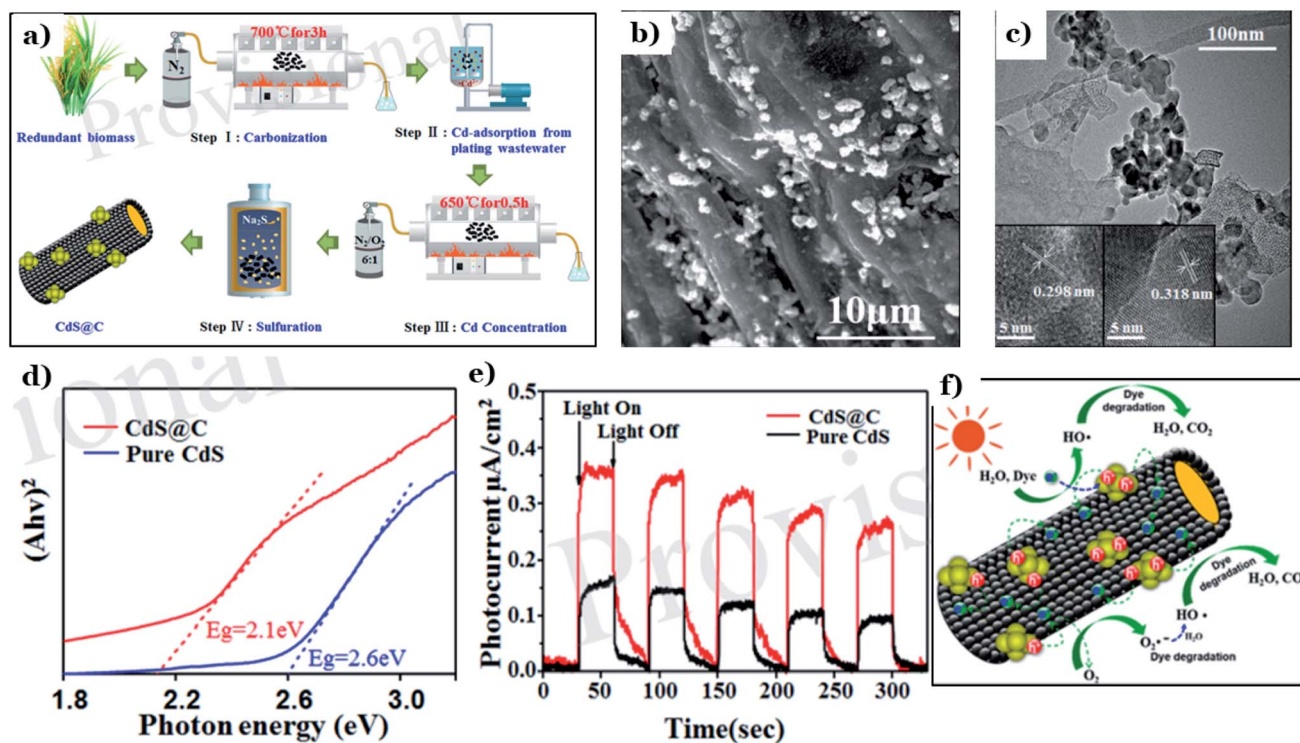 a)
700℃for3h
N₂
Cd
Redundant biomass
Step Ⅰ : Carbonization
Step Ⅱ : Cd-adsorption from
plating wastewater
650℃for0.5h
Na₂S
N₂/O₂
6:1
CdS@C
Step Ⅳ : Sulfuration
Step Ⅲ : Cd Concentration
Provisional
b)
10μm
c)
100nm
0.298 nm
5 nm
0.318 nm
5 nm
d)
ional
CdS@C
Pure CdS
(Ahv)²
Eg=2.1eV
Eg=2.6eV
1.8
2.2
2.6
3.0
Photon energy (eV)
e)
Photocurrent μA/cm²
0.5
0.4
0.3
0.2
0.1
0.0
Light On
Light Off
CdS@C
Pure CdS
Provis
0
50
100
150
200
250
300
Time(sec)
f)
Dye
degradation
HO•
H₂O, CO₂
H₂O, Dye
h⁺
h⁺
h⁺
h⁺
h⁺
h⁺
h⁺
h⁺
Dye
degradation
H₂O, CO
HO •
O₂•⁻
H₂O
Dye degradation
O₂